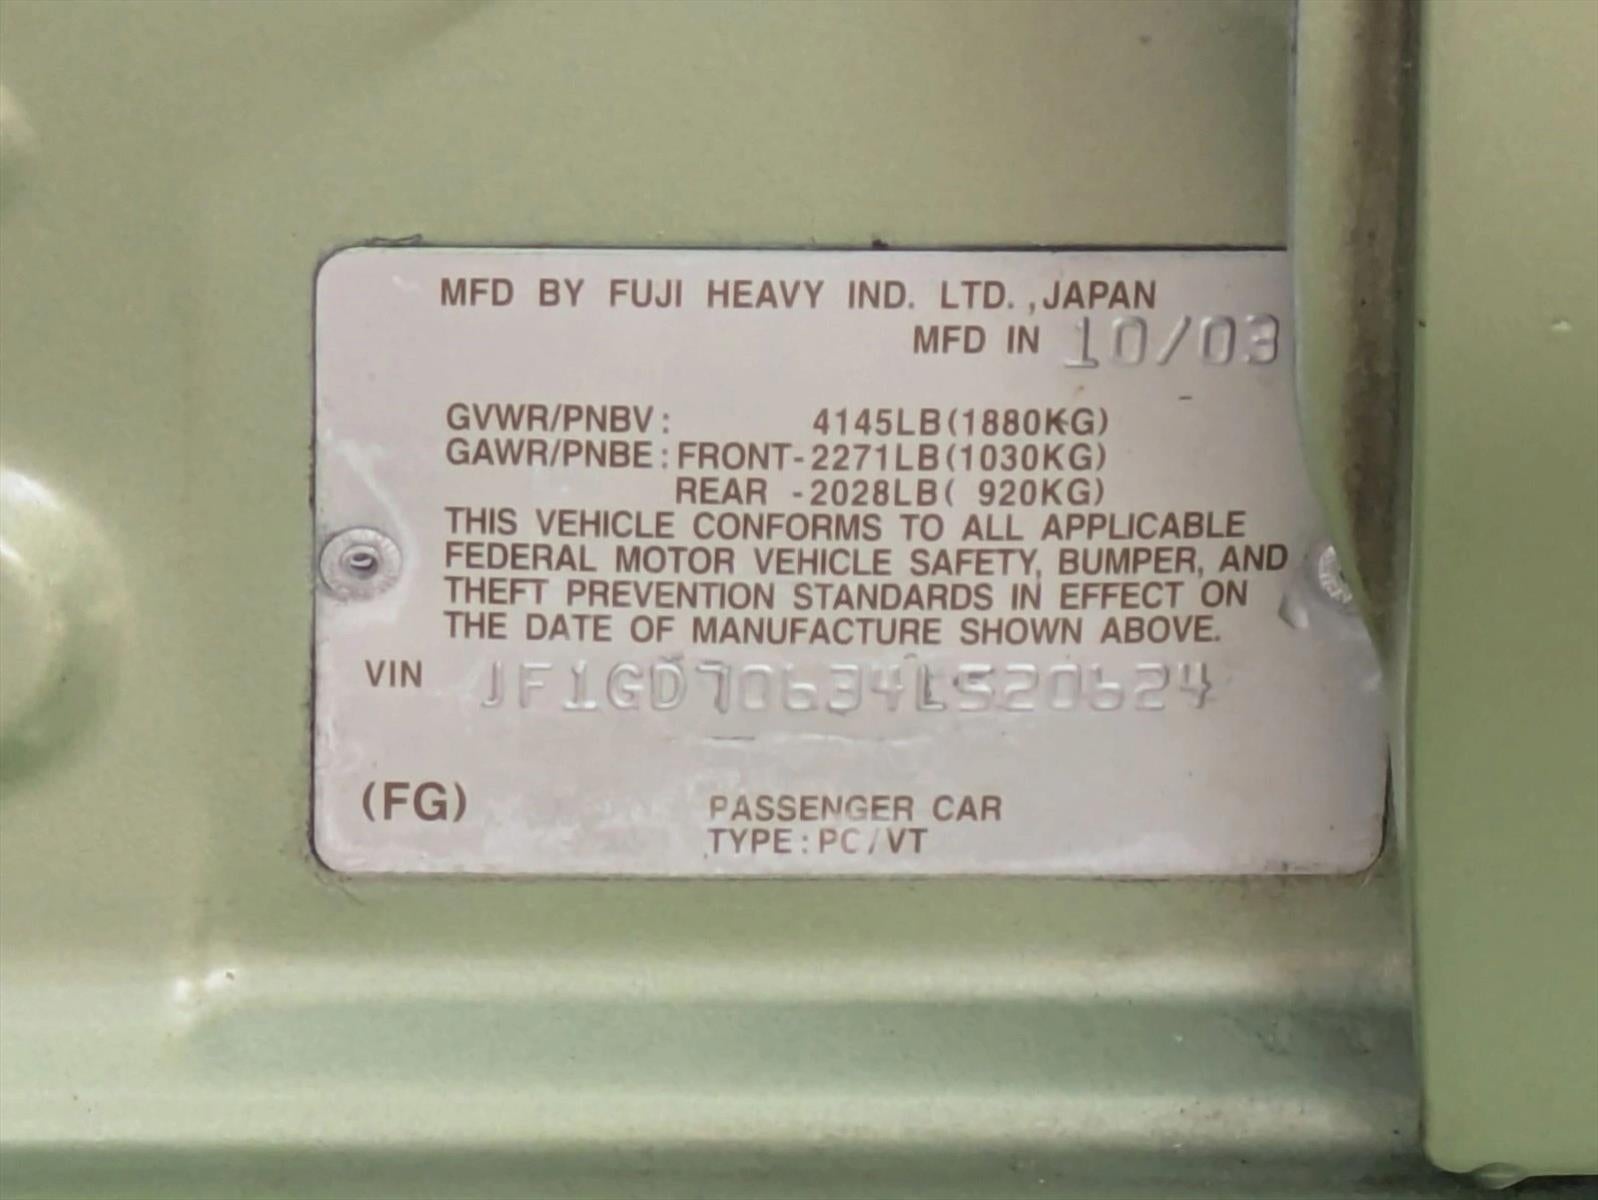 MFD BY FUJI HEAVY IND. LTD.,JAPAN
MFD IN 10/03
GVWR/PNBV: 4145LB(1880KG)
GAWR/PNBE:FRONT-2271LB(1030KG)
REAR -2028LB( 920KG)
THIS VEHICLE CONFORMS TO ALL APPLICABLE
FEDERAL MOTOR VEHICLE SAFETY, BUMPER, AND
THEFT PREVENTION STANDARDS IN EFFECT ON
THE DATE OF MANUFACTURE SHOWN ABOVE.
VIN JF1GD70634L520624
(FG) PASSENGER CAR
TYPE:PC/VT